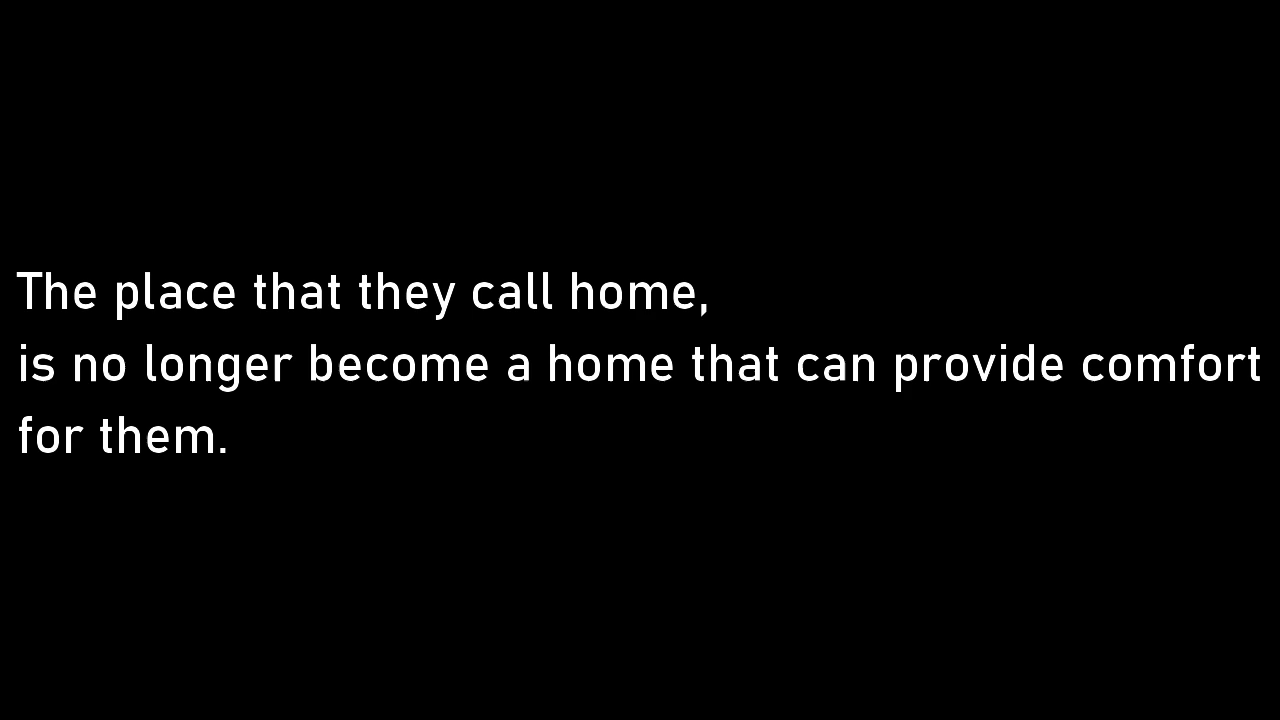 The place that they call home,
is no longer become a home that can provide comfort
for them.